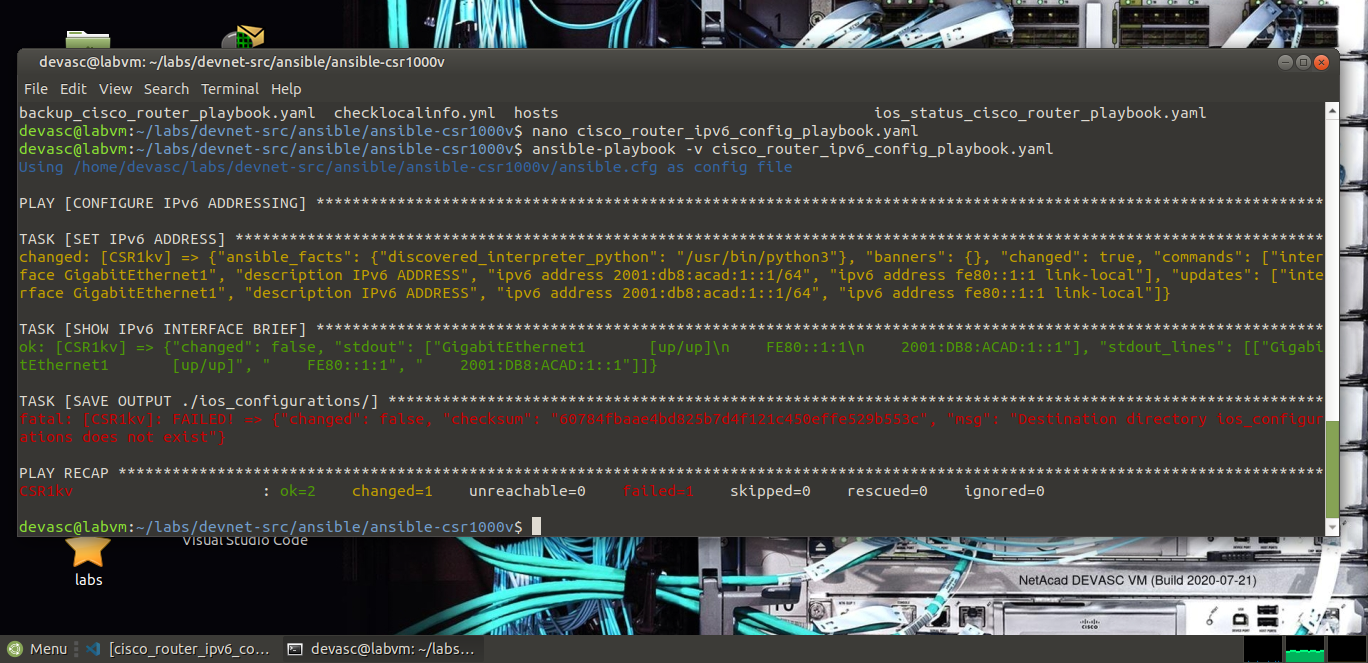 devasc@labvm: ~/labs/devnet-src/ansible/ansible-csr1000v
File Edit View Search Terminal Help
backup_cisco_router_playbook.yaml checklocalinfo.yml hosts ios_status_cisco_router_playbook.yaml
devasc@labvm:~/labs/devnet-src/ansible/ansible-csr1000v$ nano cisco_router_ipv6_config_playbook.yaml
devasc@labvm:~/labs/devnet-src/ansible/ansible-csr1000v$ ansible-playbook -v cisco_router_ipv6_config_playbook.yaml
Using /home/devasc/labs/devnet-src/ansible/ansible-csr1000v/ansible.cfg as config file
PLAY [CONFIGURE IPv6 ADDRESSING] ****************************************************************************************************************
TASK [SET IPv6 ADDRESS] *************************************************************************************************************************
changed: [CSR1kv] => {"ansible_facts": {"discovered_interpreter_python": "/usr/bin/python3"}, "banners": {}, "changed": true, "commands": ["inter
face GigabitEthernet1", "description IPv6 ADDRESS", "ipv6 address 2001:db8:acad:1::1/64", "ipv6 address fe80::1:1 link-local"], "updates": ["inte
rface GigabitEthernet1", "description IPv6 ADDRESS", "ipv6 address 2001:db8:acad:1::1/64", "ipv6 address fe80::1:1 link-local"]}
TASK [SHOW IPv6 INTERFACE BRIEF] ****************************************************************************************************************
ok: [CSR1kv] => {"changed": false, "stdout": ["GigabitEthernet1       [up/up]\n    FE80::1:1\n    2001:DB8:ACAD:1::1"], "stdout_lines": [["Gigabi
tEthernet1       [up/up]", "    FE80::1:1", "    2001:DB8:ACAD:1::1"]]}
TASK [SAVE OUTPUT ./ios_configurations/] ********************************************************************************************************
fatal: [CSR1kv]: FAILED! => {"changed": false, "checksum": "60784fbaae4bd825b7d4f121c450effe529b553c", "msg": "Destination directory ios_configur
ations does not exist"}
PLAY RECAP **************************************************************************************************************************************
CSR1kv : ok=2 changed=1 unreachable=0 failed=1 skipped=0 rescued=0 ignored=0
devasc@labvm:~/labs/devnet-src/ansible/ansible-csr1000v$
Visual Studio Code
labs
NetAcad DEVASC VM (Build 2020-07-21)
CISCO
Menu [cisco_router_ipv6_co... devasc@labvm: ~/labs...